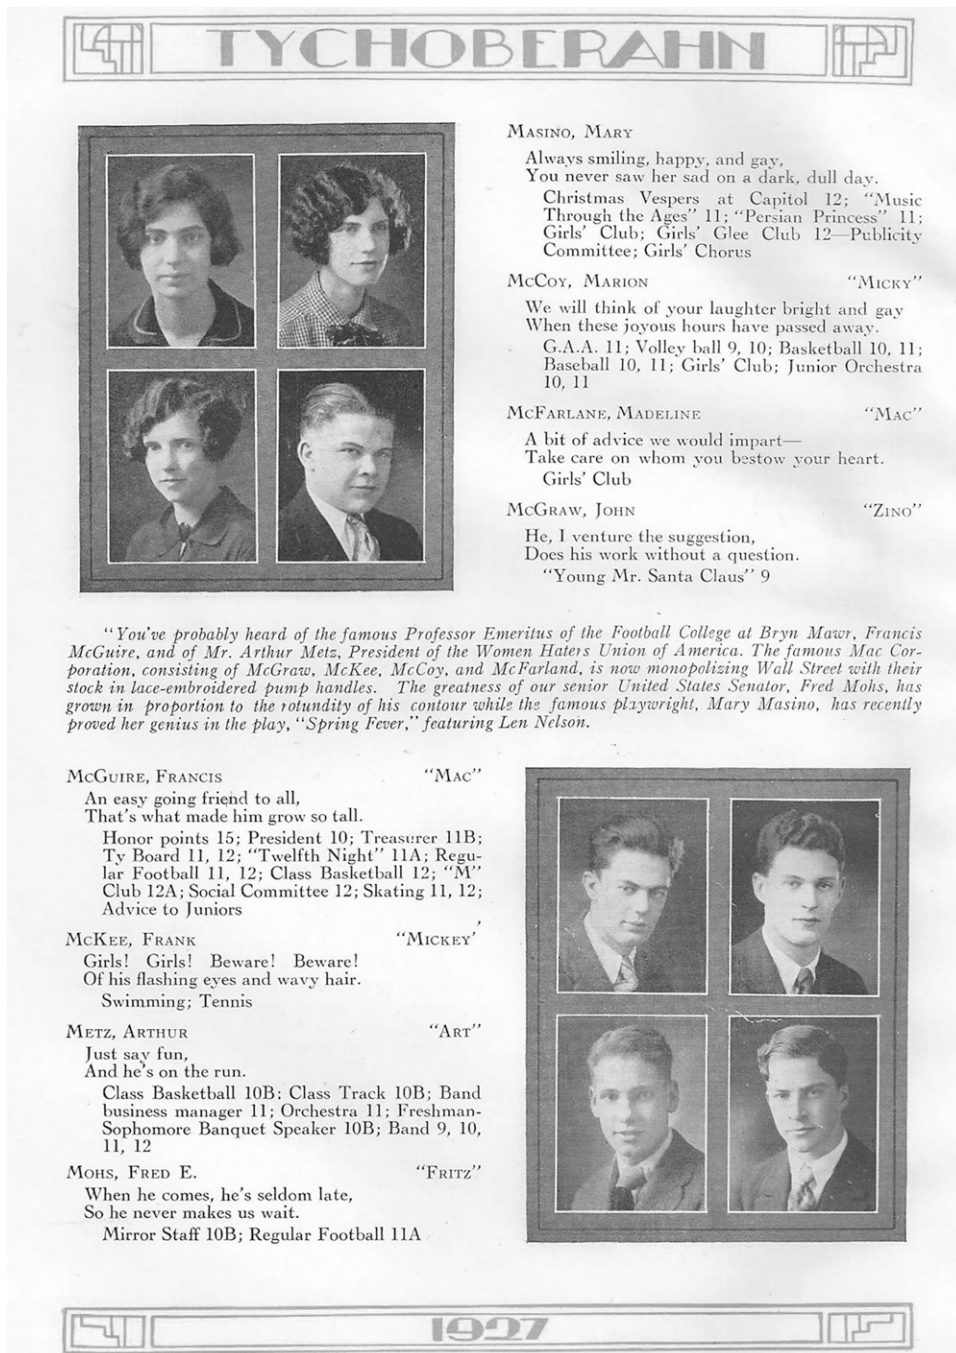 TYCHOBERAHN
MASINO, MARY
Always smiling, happy, and gay,
You never saw her sad on a dark, dull day.
Christmas Vespers at Capitol 12; "Music
Through the Ages" 11; "Persian Princess" 11;
Girls' Club; Girls' Glee Club 12—Publicity
Committee; Girls' Chorus
MCCOY, MARION "MICKY"
We will think of your laughter bright and gay
When these joyous hours have passed away.
G.A.A. 11; Volley ball 9, 10; Basketball 10, 11;
Baseball 10, 11; Girls' Club; Junior Orchestra
10, 11
MCFARLANE, MADELINE "MAC"
A bit of advice we would impart—
Take care on whom you bestow your heart.
Girls' Club
MCGRAW, JOHN "ZINO"
He, I venture the suggestion,
Does his work without a question.
"Young Mr. Santa Claus" 9
"You've probably heard of the famous Professor Emeritus of the Football College at Bryn Mawr, Francis
McGuire, and of Mr. Arthur Metz, President of the Women Haters Union of America. The famous Mac Cor-
poration, consisting of McGraw, McKee, McCoy, and McFarland, is now monopolizing Wall Street with their
stock in lace-embroidered pump handles. The greatness of our senior United States Senator, Fred Mohs, has
grown in proportion to the rotundity of his contour while the famous playwright, Mary Masino, has recently
proved her genius in the play, "Spring Fever," featuring Len Nelson.
MCGUIRE, FRANCIS "MAC"
An easy going friend to all,
That's what made him grow so tall.
Honor points 15; President 10; Treasurer 11B;
Ty Board 11, 12; "Twelfth Night" 11A; Regu-
lar Football 11, 12; Class Basketball 12; "M"
Club 12A; Social Committee 12; Skating 11, 12;
Advice to Juniors
MCKEE, FRANK "MICKEY'
Girls! Girls! Beware! Beware!
Of his flashing eyes and wavy hair.
Swimming; Tennis
METZ, ARTHUR "ART"
Just say fun,
And he's on the run.
Class Basketball 10B; Class Track 10B; Band
business manager 11; Orchestra 11; Freshman-
Sophomore Banquet Speaker 10B; Band 9, 10,
11, 12
MOHS, FRED E. "FRITZ"
When he comes, he's seldom late,
So he never makes us wait.
Mirror Staff 10B; Regular Football 11A
1927